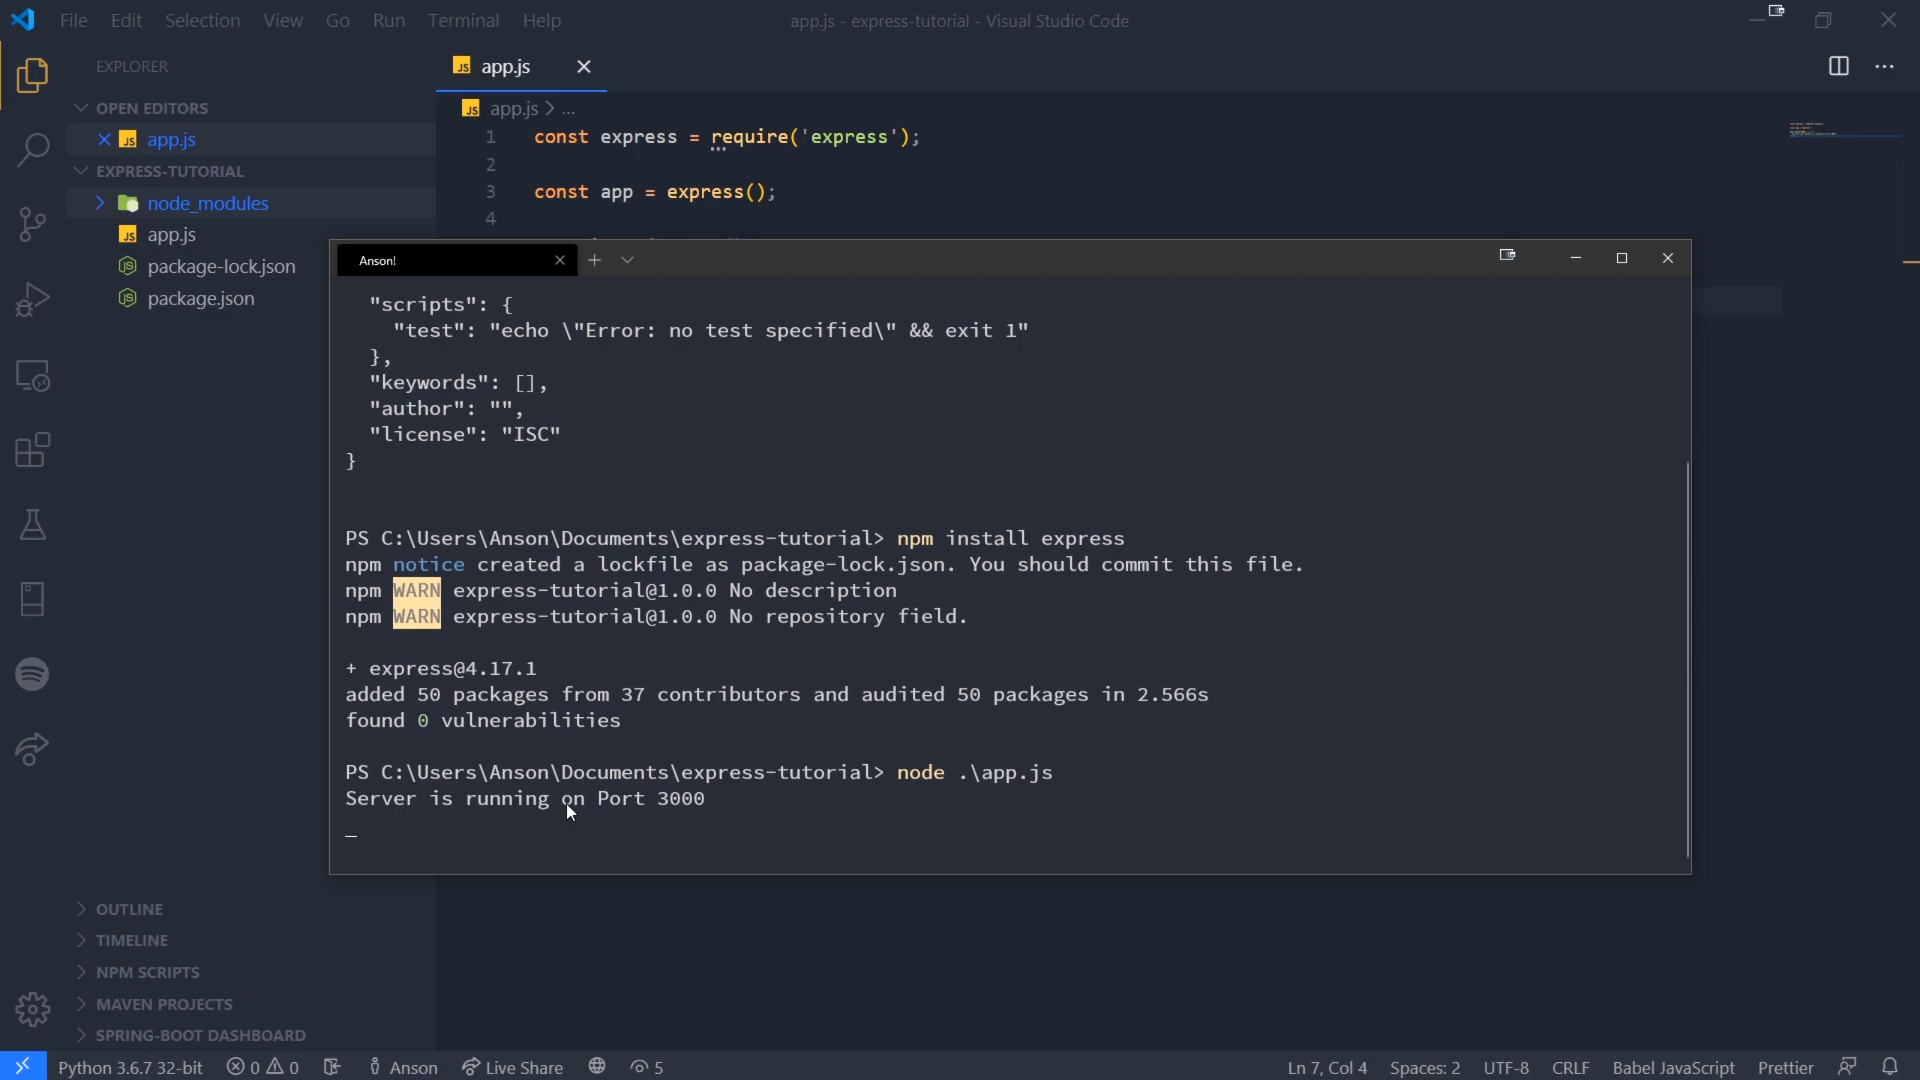 File Edit Selection View Go Run Terminal Help
app.js - express-tutorial - Visual Studio Code
EXPLORER
OPEN EDITORS
JS app.js
EXPRESS-TUTORIAL
node_modules
JS app.js
package-lock.json
package.json
JS app.js
JS app.js > ...
1 const express = require('express');
2
3 const app = express();
4
Anson!
"scripts": {
"test": "echo \"Error: no test specified\" && exit 1"
},
"keywords": [],
"author": "",
"license": "ISC"
}
PS C:\Users\Anson\Documents\express-tutorial> npm install express
npm notice created a lockfile as package-lock.json. You should commit this file.
npm WARN express-tutorial@1.0.0 No description
npm WARN express-tutorial@1.0.0 No repository field.
+ express@4.17.1
added 50 packages from 37 contributors and audited 50 packages in 2.566s
found 0 vulnerabilities
PS C:\Users\Anson\Documents\express-tutorial> node .\app.js
Server is running on Port 3000
OUTLINE
TIMELINE
NPM SCRIPTS
MAVEN PROJECTS
SPRING-BOOT DASHBOARD
Python 3.6.7 32-bit 0 0 Anson Live Share 5 Ln 7, Col 4 Spaces: 2 UTF-8 CRLF Babel JavaScript Prettier